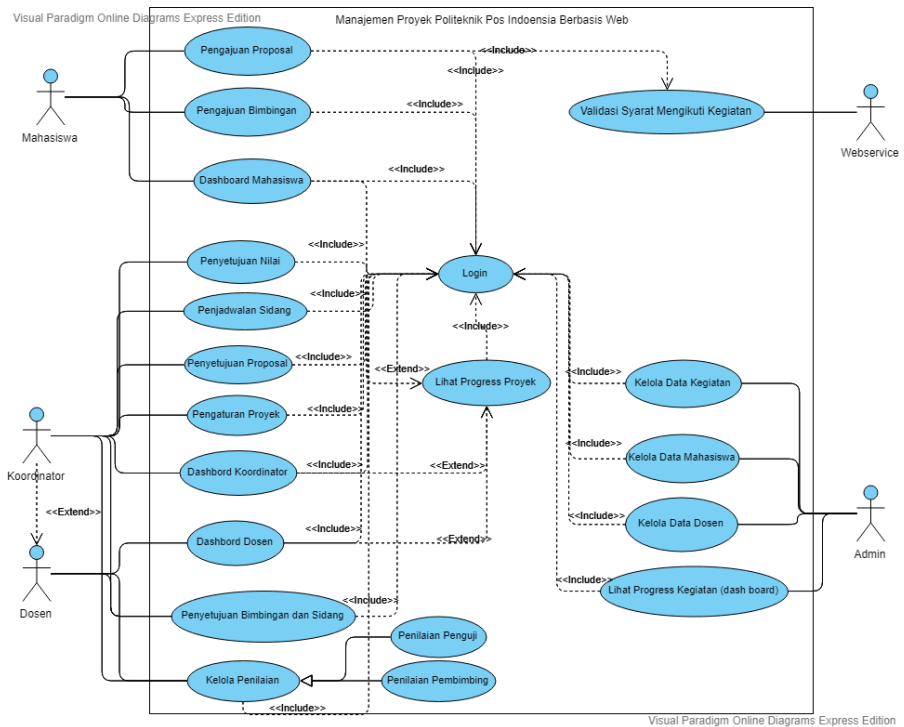 Visual Paradigm Online Diagrams Express Edition
Manajemen Proyek Politeknik Pos Indoensia Berbasis Web
Pengajuan Proposal
<<Include>>
<<Include>>
Mahasiswa
Pengajuan Bimbingan
<<Include>>
Validasi Syarat Mengikuti Kegiatan
Webservice
Dashboard Mahasiswa
<<Include>>
Penyetujuan Nilai
<<Include>>
Login
Penjadwalan Sidang
<<Include>>
<<Include>>
Penyetujuan Proposal
<<Include>>
<<Extend>>
Lihat Progress Proyek
<<Include>>
Kelola Data Kegiatan
Pengaturan Proyek
<<Include>>
Koordinator
Dashbord Koordinator
<<Include>>
<<Extend>>
<<Include>>
Kelola Data Mahasiswa
<<Extend>>
Dashbord Dosen
<<Include>>
<<Extend>>
<<Include>>
Kelola Data Dosen
Admin
Dosen
Penyetujuan Bimbingan dan Sidang
<<Include>>
<<Include>>
Lihat Progress Kegiatan (dash board)
Penilaian Penguji
Kelola Penilaian
Penilaian Pembimbing
<<Include>>
Visual Paradigm Online Diagrams Express Edition